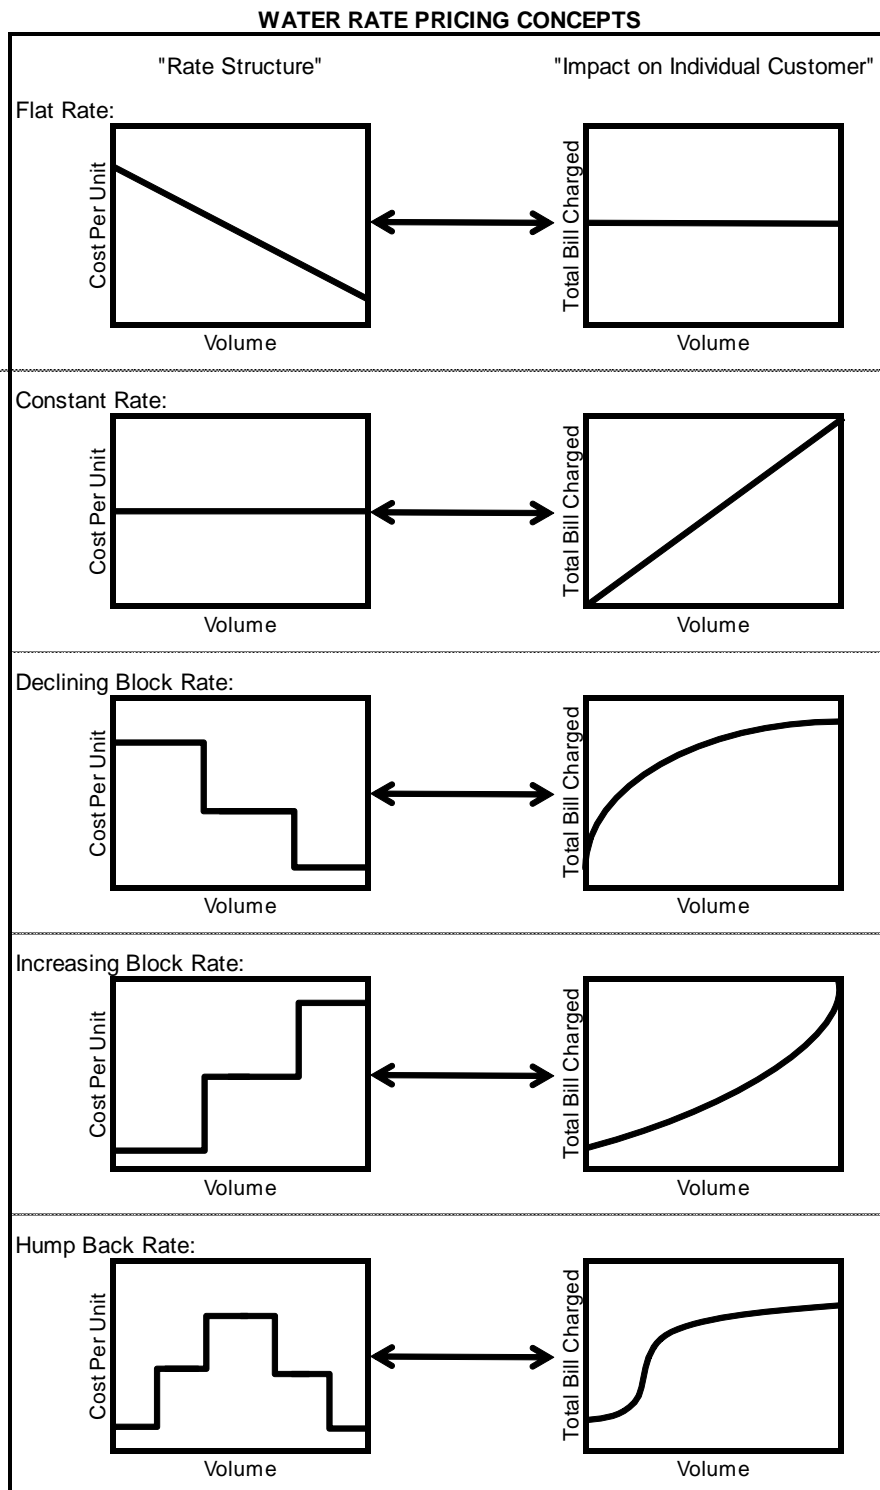 WATER RATE PRICING CONCEPTS
"Rate Structure"
"Impact on Individual Customer"
Flat Rate:
Cost Per Unit
Volume
Total Bill Charged
Volume
Constant Rate:
Cost Per Unit
Volume
Total Bill Charged
Volume
Declining Block Rate:
Cost Per Unit
Volume
Total Bill Charged
Volume
Increasing Block Rate:
Cost Per Unit
Volume
Total Bill Charged
Volume
Hump Back Rate:
Cost Per Unit
Volume
Total Bill Charged
Volume